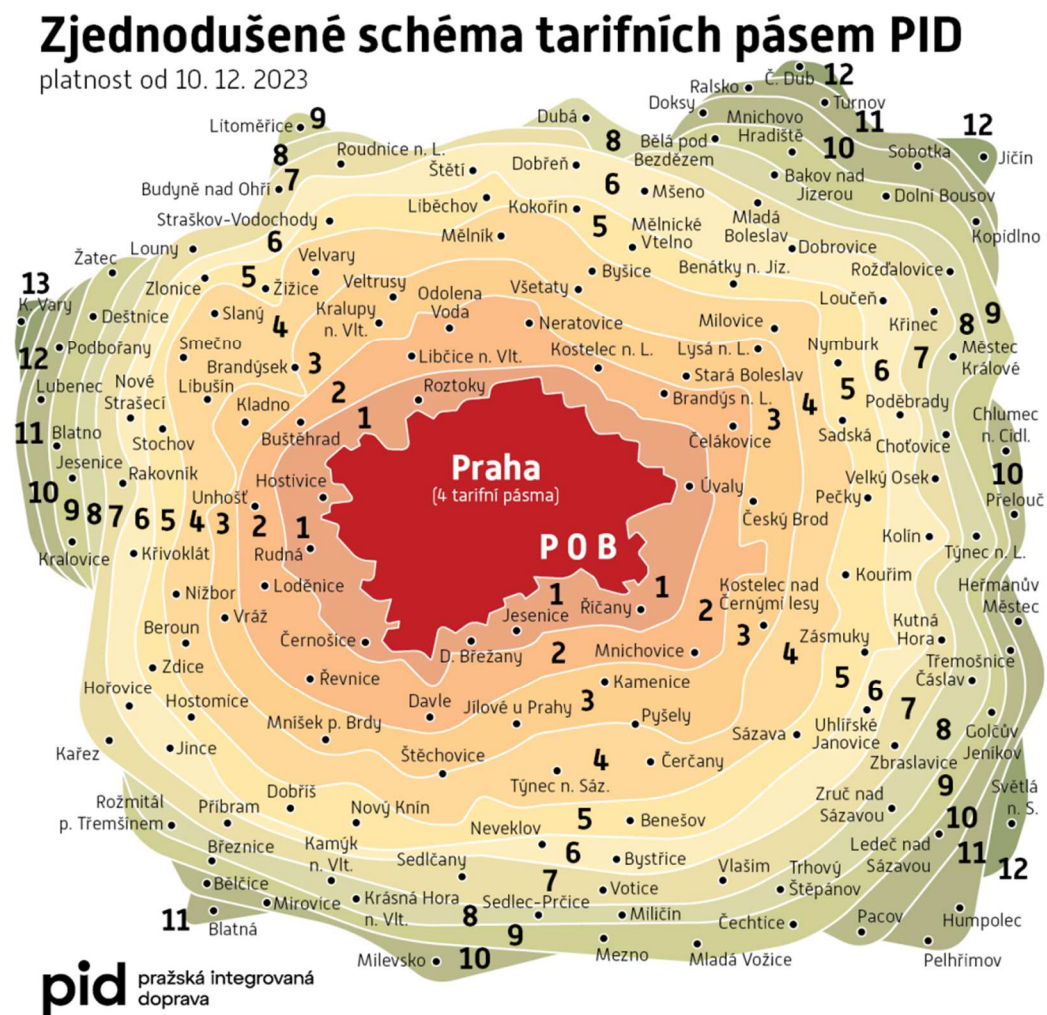 Zjednodušené schéma tarifních pásem PID
platnost od 10. 12. 2023
Č. Dub
12
Ralsko
Doksy
Turnov
Mnichovo
Hradiště
11
12
Jičín
Litoměřice
9
Dubá
8
Bělá pod
Bezdězem
10
Sobotka
8
Roudnice n. L.
7
Budyně nad Ohří
Štětí
Dobřeň
6
Mšeno
Bakov nad
Jizerou
Dolní Bousov
Straškov-Vodochody
Liběchov
Kokořín
5
Mělnické
Vtelno
Mladá
Boleslav
Kopidlno
Louny
6
Mělník
Dobrovice
Žatec
Velvary
Byšice
Benátky n. Jiz.
Rožďalovice
13
K. Vary
Zlonice
5
Žižice
Veltrusy
Všetaty
Loučeň
Deštnice
Slaný
4
Kralupy
n. Vlt.
Odolena
Voda
Neratovice
Milovice
Křinec
8
9
Podbořany
12
Smečno
Brandýsek
3
Libčice n. Vlt.
Kostelec n. L.
Lysá n. L.
Nymburk
6
7
Městec
Králové
Lubenec
Nové
Strašecí
Libušín
2
Roztoky
Stará Boleslav
5
Brandýs n. L.
Poděbrady
Kladno
1
Buštěhrad
3
4
Chlumec
n. Cidl.
11
Blatno
Stochov
Čelákovice
Sadská
Choťovice
Jesenice
Rakovník
Hostivice
Praha
(4 tarifní pásma)
Úvaly
Velký Osek
10
10
Unhošť
Pečky
Přelouč
9
8
7
6
5
4
3
2
1
Český Brod
Kralovice
Křivoklát
Rudná
P O B
Kolín
Týnec n. L.
Loděnice
1
1
Kostelec nad
Černými lesy
Kouřim
Heřmanův
Městec
Nižbor
Vráž
Jesenice
Říčany
2
3
Kutná
Hora
Beroun
Černošice
D. Břežany
2
Mnichovice
4
Zásmuky
Třemošnice
Zdice
Řevnice
5
6
Čáslav
Hořovice
Hostomice
Davle
Jílové u Prahy
3
Kamenice
7
Mníšek p. Brdy
Pyšely
Sázava
Uhlířské
Janovice
8
Golčův
Jeníkov
Kařez
Jince
Štěchovice
4
Čerčany
Zbraslavice
Týnec n. Sáz.
9
Světlá
n. S.
Rožmitál
p. Třemšínem
Příbram
Dobříš
Nový Knín
Zruč nad
Sázavou
Neveklov
5
Benešov
10
Březnice
Kamýk
n. Vlt.
Sedlčany
6
Bystřice
Ledeč nad
Sázavou
11
12
Bělčice
7
Vlašim
Trhový
Štěpánov
Mirovice
Krásná Hora
n. Vlt.
Sedlec-Prčice
Votice
11
Blatná
8
Miličín
Čechtice
Pacov
Humpolec
9
Milevsko
10
Mezno
Mladá Vožice
Pelhřimov
pid
pražská integrovaná
doprava